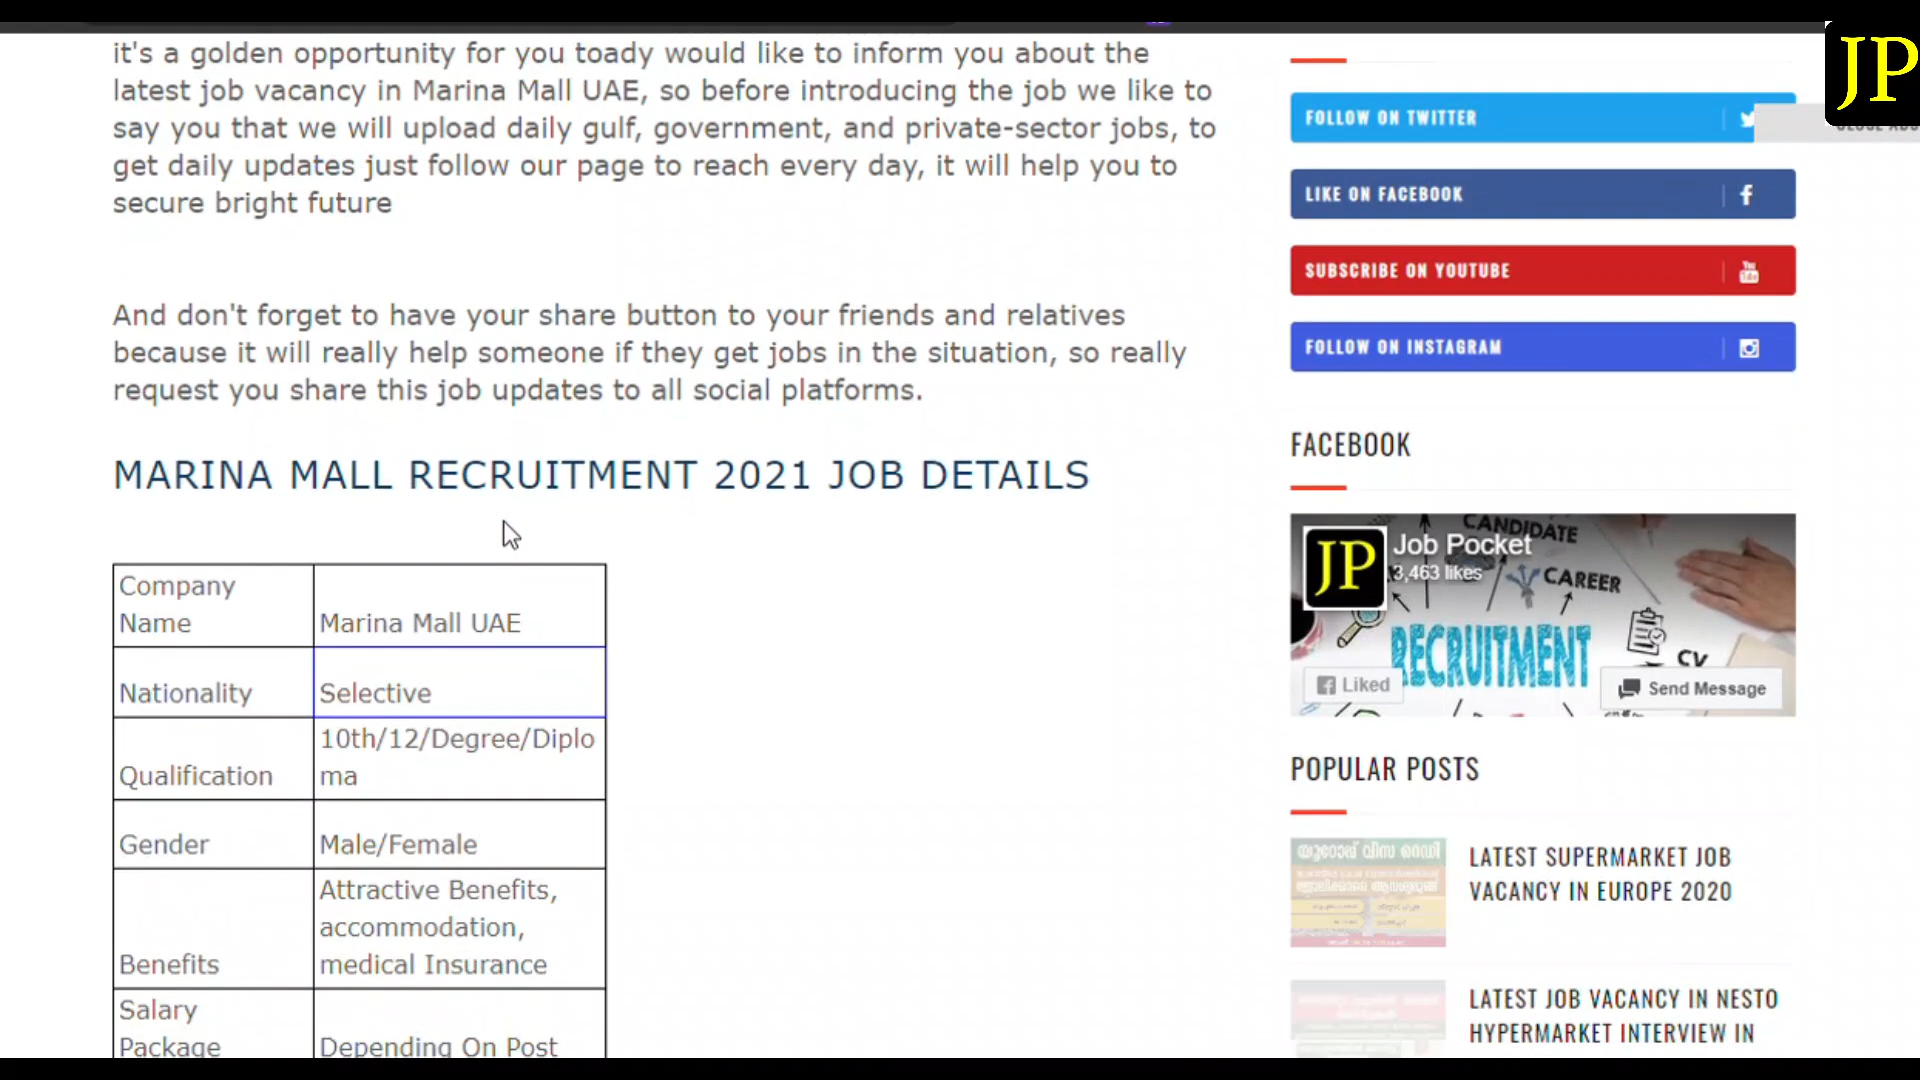 it's a golden opportunity for you toady would like to inform you about the
latest job vacancy in Marina Mall UAE, so before introducing the job we like to
say you that we will upload daily gulf, government, and private-sector jobs, to
get daily updates just follow our page to reach every day, it will help you to
secure bright future
And don't forget to have your share button to your friends and relatives
because it will really help someone if they get jobs in the situation, so really
request you share this job updates to all social platforms.
MARINA MALL RECRUITMENT 2021 JOB DETAILS
Company
Name
Marina Mall UAE
Nationality
Selective
Qualification
10th/12/Degree/Diplo
ma
Gender
Male/Female
Benefits
Attractive Benefits,
accommodation,
medical Insurance
Salary
Package
Depending On Post
JP
FOLLOW ON TWITTER
LIKE ON FACEBOOK
SUBSCRIBE ON YOUTUBE
FOLLOW ON INSTAGRAM
FACEBOOK
JP
Job Pocket
3,463 likes
CANDIDATE
CAREER
RECRUITMENT
CV
Liked
Send Message
POPULAR POSTS
യൂറോപ്പ് വിസ റെഡി
LATEST SUPERMARKET JOB
VACANCY IN EUROPE 2020
LATEST JOB VACANCY IN NESTO
HYPERMARKET INTERVIEW IN